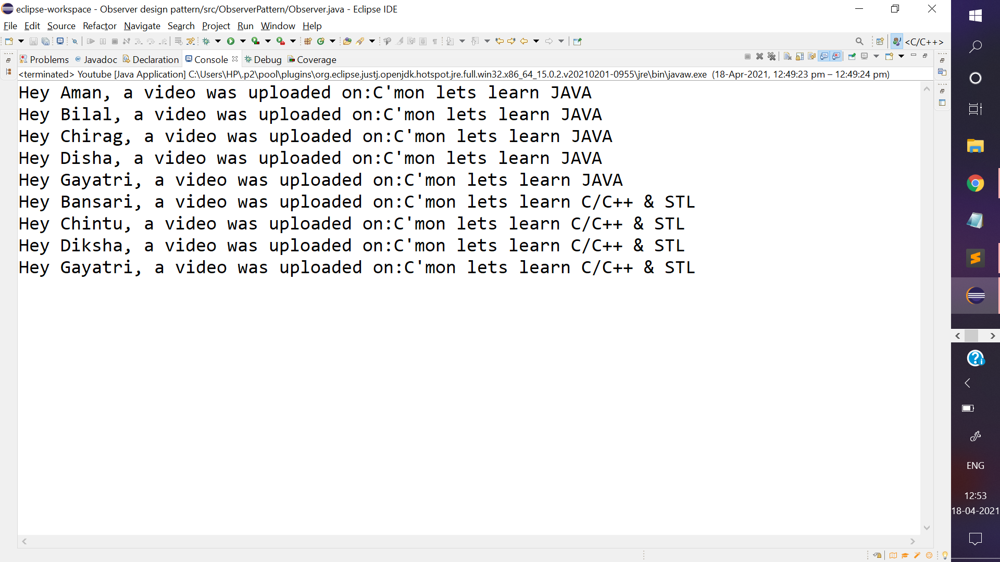 eclipse-workspace - Observer design pattern/src/ObserverPattern/Observer.java - Eclipse IDE
File Edit Source Refactor Navigate Search Project Run Window Help
<C/C++>
Problems @ Javadoc Declaration Console Debug Coverage
<terminated> Youtube [Java Application] C:\Users\HP\.p2\pool\plugins\org.eclipse.justj.openjdk.hotspot.jre.full.win32.x86_64_15.0.2.v20210201-0955\jre\bin\javaw.exe (18-Apr-2021, 12:49:23 pm – 12:49:24 pm)
Hey Aman, a video was uploaded on:C'mon lets learn JAVA
Hey Bilal, a video was uploaded on:C'mon lets learn JAVA
Hey Chirag, a video was uploaded on:C'mon lets learn JAVA
Hey Disha, a video was uploaded on:C'mon lets learn JAVA
Hey Gayatri, a video was uploaded on:C'mon lets learn JAVA
Hey Bansari, a video was uploaded on:C'mon lets learn C/C++ & STL
Hey Chintu, a video was uploaded on:C'mon lets learn C/C++ & STL
Hey Diksha, a video was uploaded on:C'mon lets learn C/C++ & STL
Hey Gayatri, a video was uploaded on:C'mon lets learn C/C++ & STL
ENG
12:53
18-04-2021